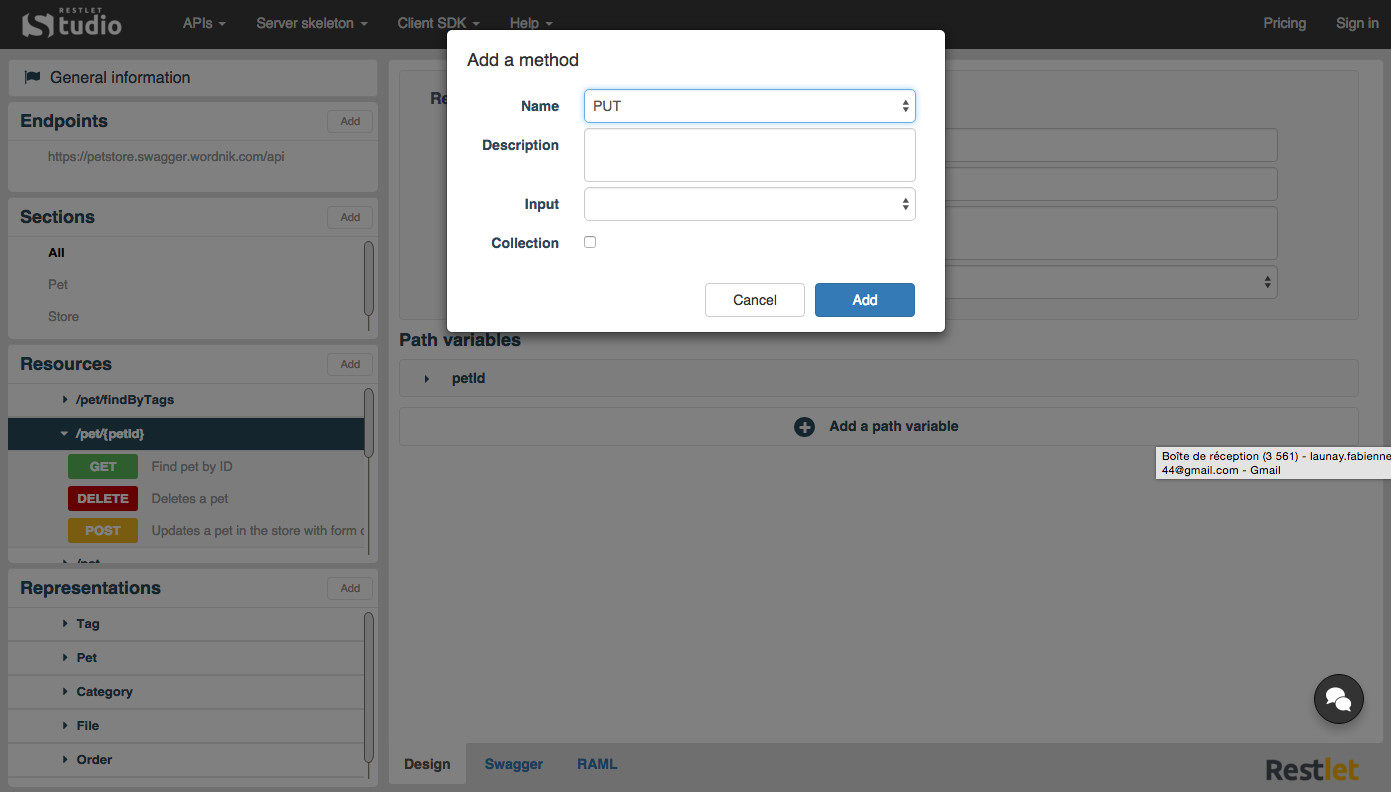 RESTLET
Studio
APIs
Server skeleton
Client SDK
Help
Pricing
Sign in
General information
Endpoints
Add
https://petstore.swagger.wordnik.com/api
Sections
Add
All
Pet
Store
Resources
Add
/pet/findByTags
/pet/{petId}
GET
Find pet by ID
DELETE
Deletes a pet
POST
Updates a pet in the store with form
/pet
Representations
Add
Tag
Pet
Category
File
Order
Add a method
Name
PUT
Description
Input
Collection
Cancel
Add
Path variables
petId
Add a path variable
Boîte de réception (3 561) - launay.fabienne
44@gmail.com - Gmail
Design
Swagger
RAML
Restlet